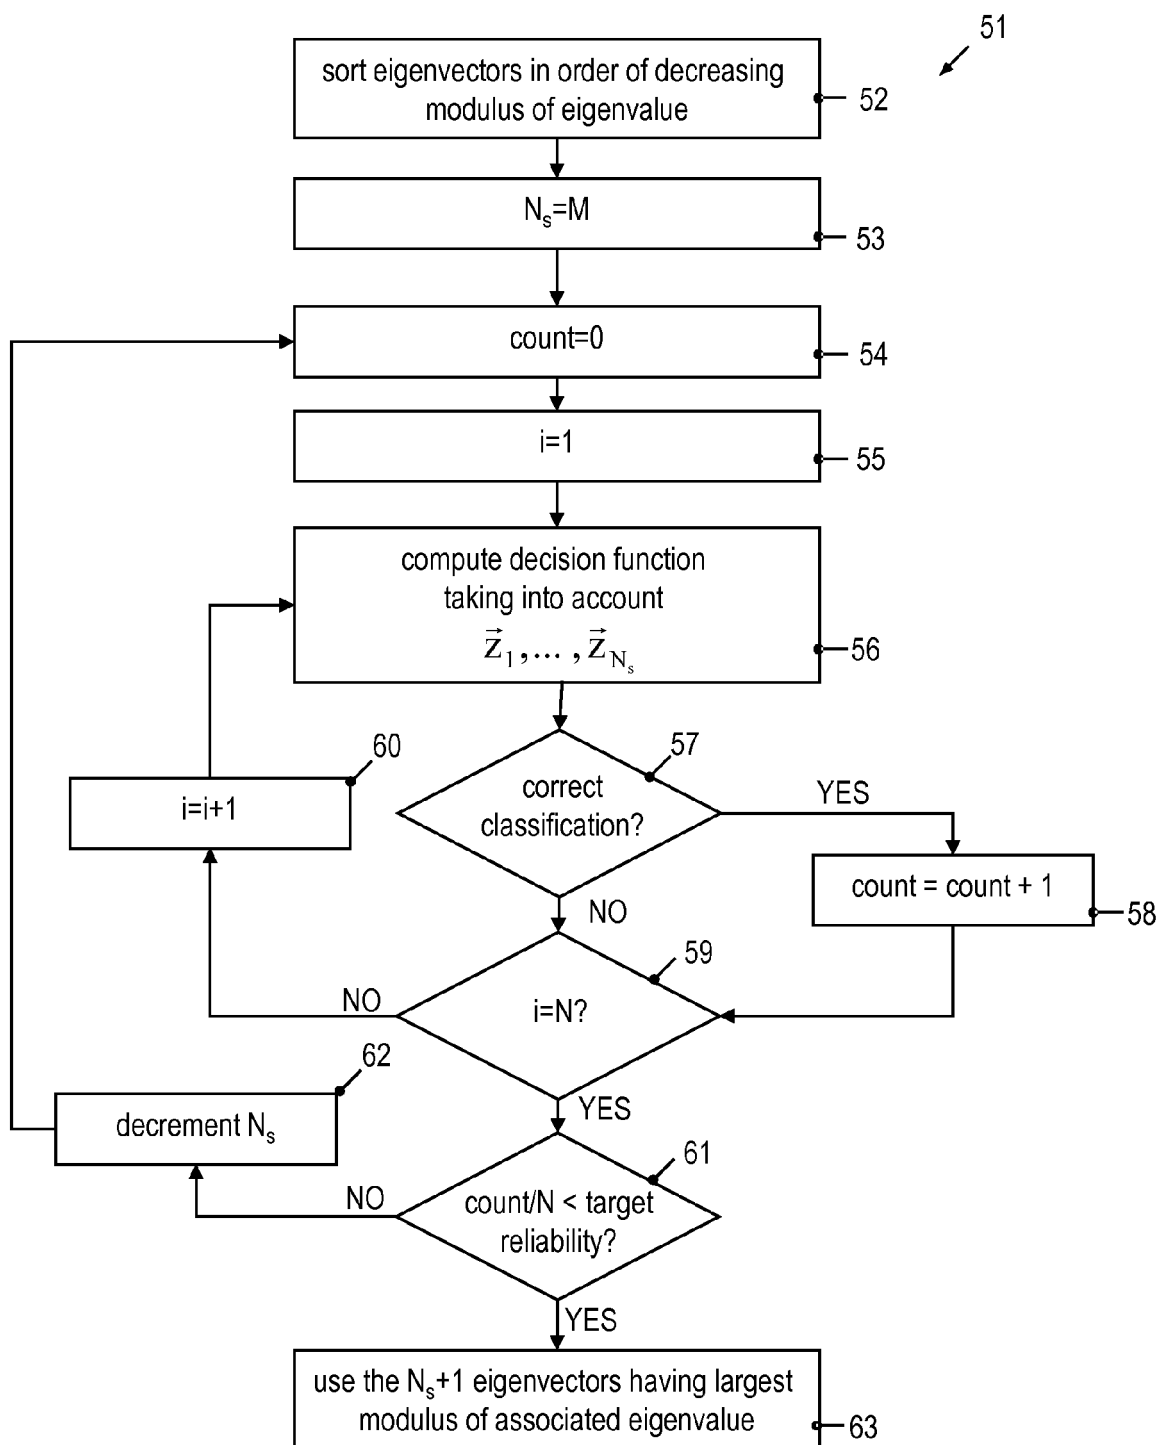 51
sort eigenvectors in order of decreasing
modulus of eigenvalue
52
Nₛ=M
53
count=0
54
i=1
55
compute decision function
taking into account
z⃗₁,... ,z⃗_Nₛ
56
57
correct
classification?
YES
NO
count = count + 1
58
60
i=i+1
59
i=N?
NO
YES
62
decrement Nₛ
61
count/N < target
reliability?
NO
YES
use the Nₛ+1 eigenvectors having largest
modulus of associated eigenvalue
63